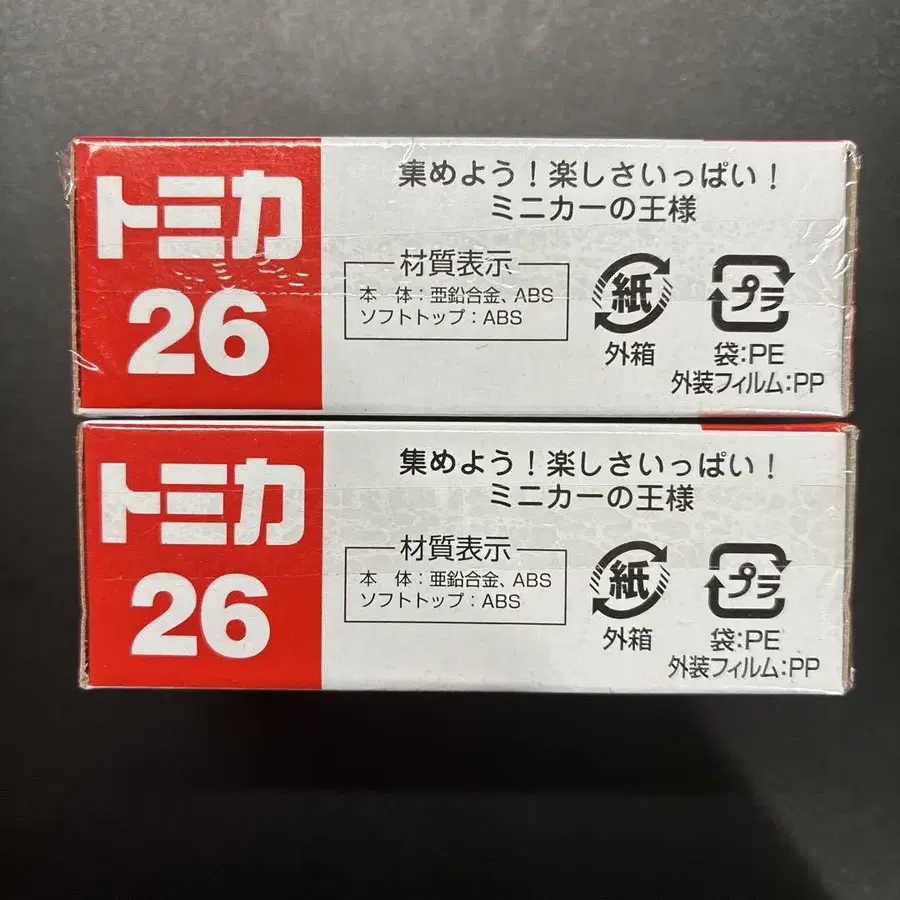 トミカ
26
集めよう！楽しさいっぱい！
ミニカーの王様
材質表示
本　体：亜鉛合金、ABS
ソフトトップ：ABS
紙
外箱
プラ
袋:PE
外装フィルム:PP
トミカ
26
集めよう！楽しさいっぱい！
ミニカーの王様
材質表示
本　体：亜鉛合金、ABS
ソフトトップ：ABS
紙
外箱
プラ
袋:PE
外装フィルム:PP